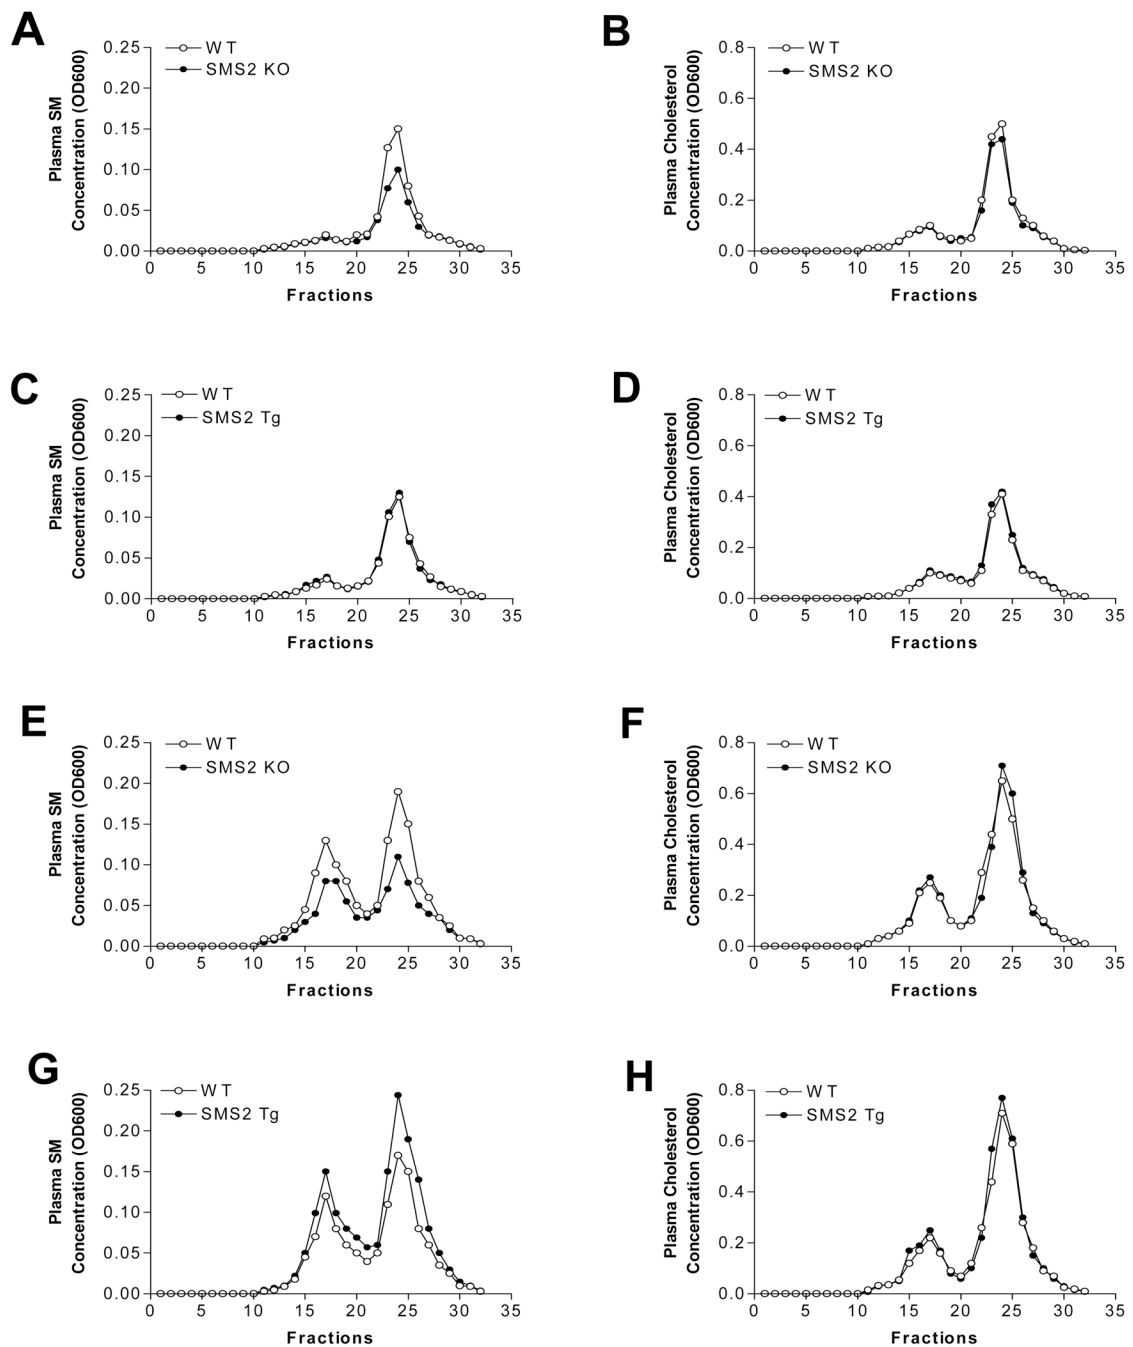 A
B
0.25
0.20
0.15
0.10
0.05
0.00
Plasma SM
Concentration (OD600)
WT
SMS2 KO
0 5 10 15 20 25 30 35
Fractions
0.8
0.6
0.4
0.2
0.0
Plasma Cholesterol
Concentration (OD600)
WT
SMS2 KO
0 5 10 15 20 25 30 35
Fractions
C
D
0.25
0.20
0.15
0.10
0.05
0.00
Plasma SM
Concentration (OD600)
WT
SMS2 Tg
0 5 10 15 20 25 30 35
Fractions
0.8
0.6
0.4
0.2
0.0
Plasma Cholesterol
Concentration (OD600)
WT
SMS2 Tg
0 5 10 15 20 25 30 35
Fractions
E
F
0.25
0.20
0.15
0.10
0.05
0.00
Plasma SM
Concentration (OD600)
WT
SMS2 KO
0 5 10 15 20 25 30 35
Fractions
0.8
0.6
0.4
0.2
0.0
Plasma Cholesterol
Concentration (OD600)
WT
SMS2 KO
0 5 10 15 20 25 30 35
Fractions
G
H
0.25
0.20
0.15
0.10
0.05
0.00
Plasma SM
Concentration (OD600)
WT
SMS2 Tg
0 5 10 15 20 25 30 35
Fractions
0.8
0.6
0.4
0.2
0.0
Plasma Cholesterol
Concentration (OD600)
WT
SMS2 Tg
0 5 10 15 20 25 30 35
Fractions